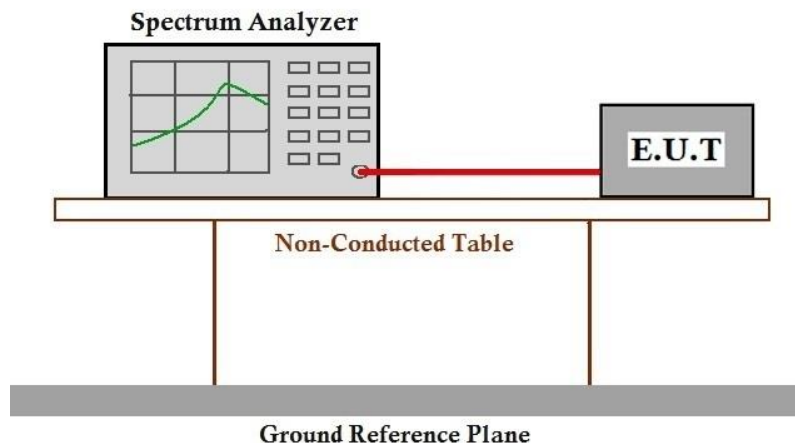 Spectrum Analyzer
E.U.T
Non-Conducted Table
Ground Reference Plane